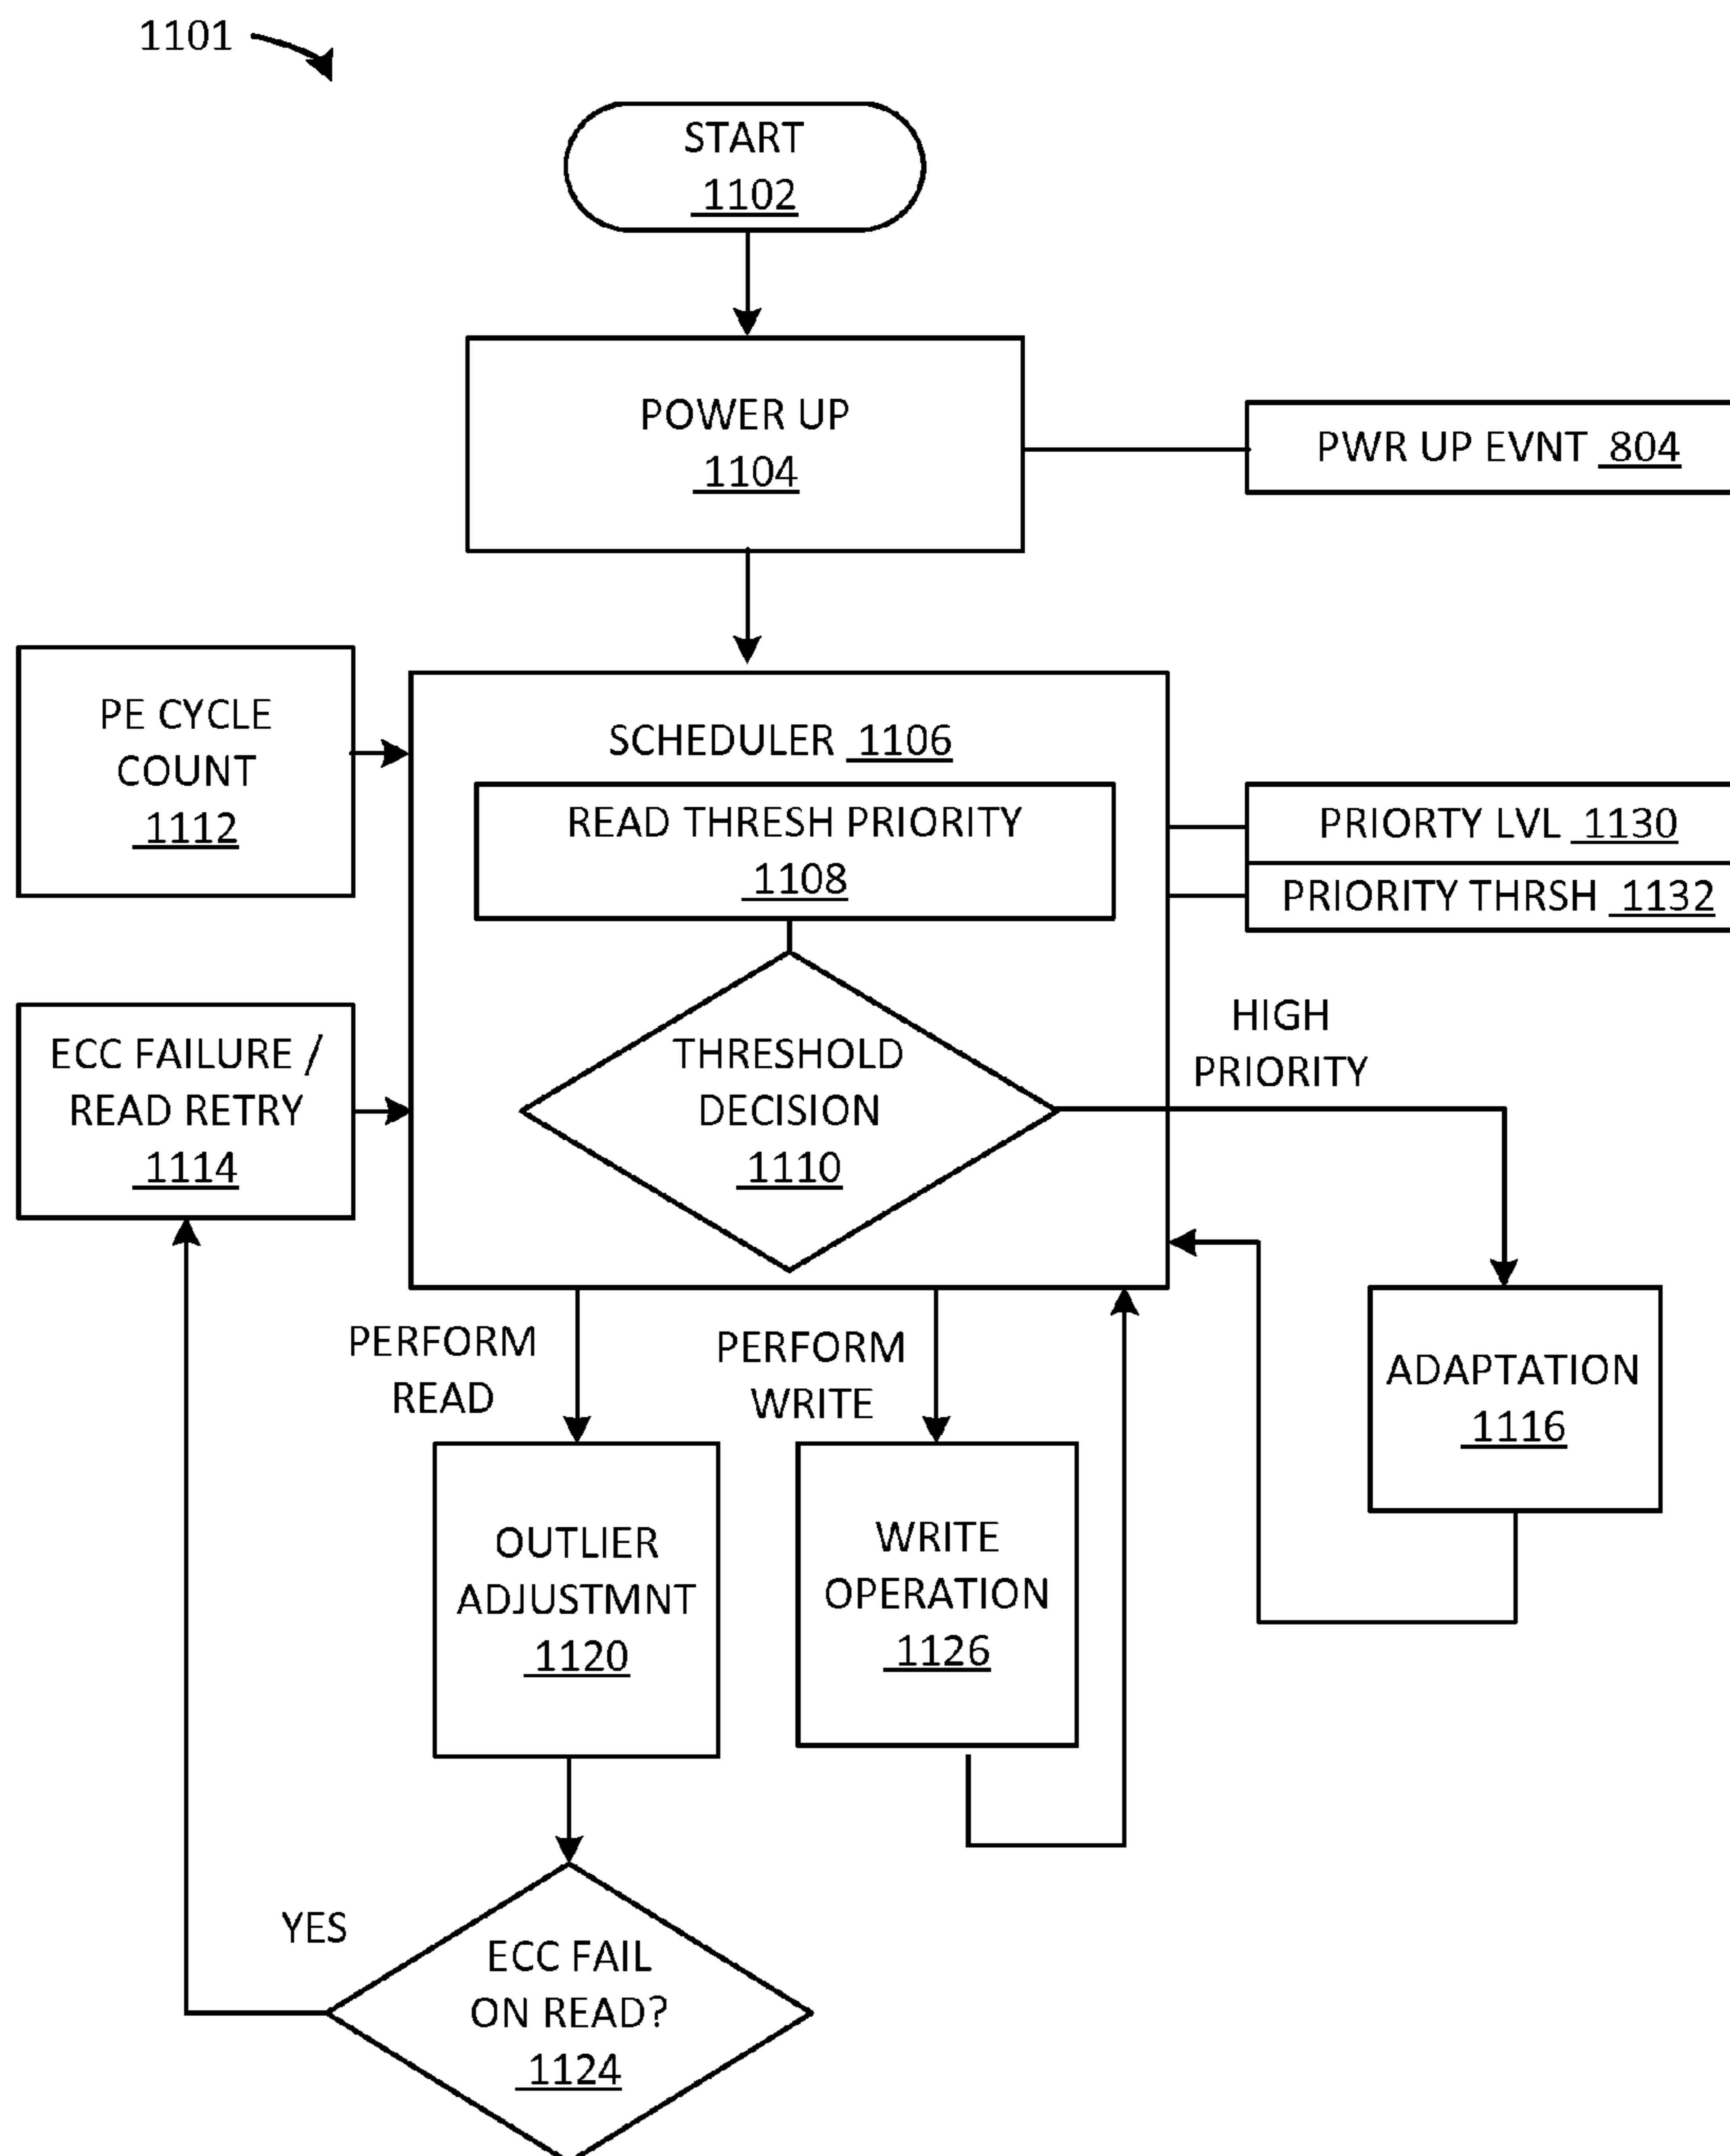 1101
START
1102
POWER UP
1104
PWR UP EVNT 804
PE CYCLE
COUNT
1112
SCHEDULER 1106
READ THRESH PRIORITY
1108
PRIORTY LVL 1130
PRIORITY THRSH 1132
ECC FAILURE /
READ RETRY
1114
THRESHOLD
DECISION
1110
HIGH
PRIORITY
PERFORM
READ
PERFORM
WRITE
ADAPTATION
1116
OUTLIER
ADJUSTMNT
1120
WRITE
OPERATION
1126
YES
ECC FAIL
ON READ?
1124